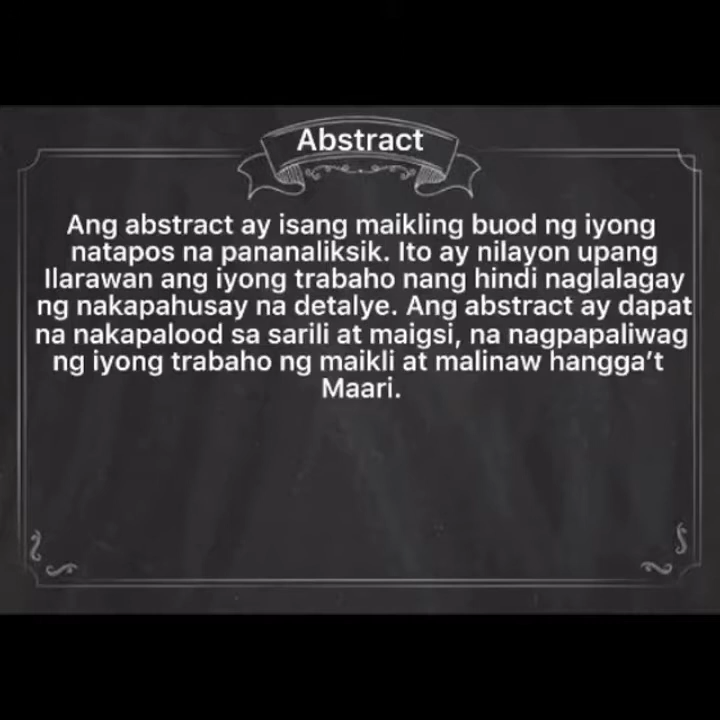 Abstract
Ang abstract ay isang maikling buod ng iyong
natapos na pananaliksik. Ito ay nilayon upang
Ilarawan ang iyong trabaho nang hindi naglalagay
ng nakapahusay na detalye. Ang abstract ay dapat
na nakapalood sa sarili at maigsi, na nagpapaliwag
ng iyong trabaho ng maikli at malinaw hangga't
Maari.